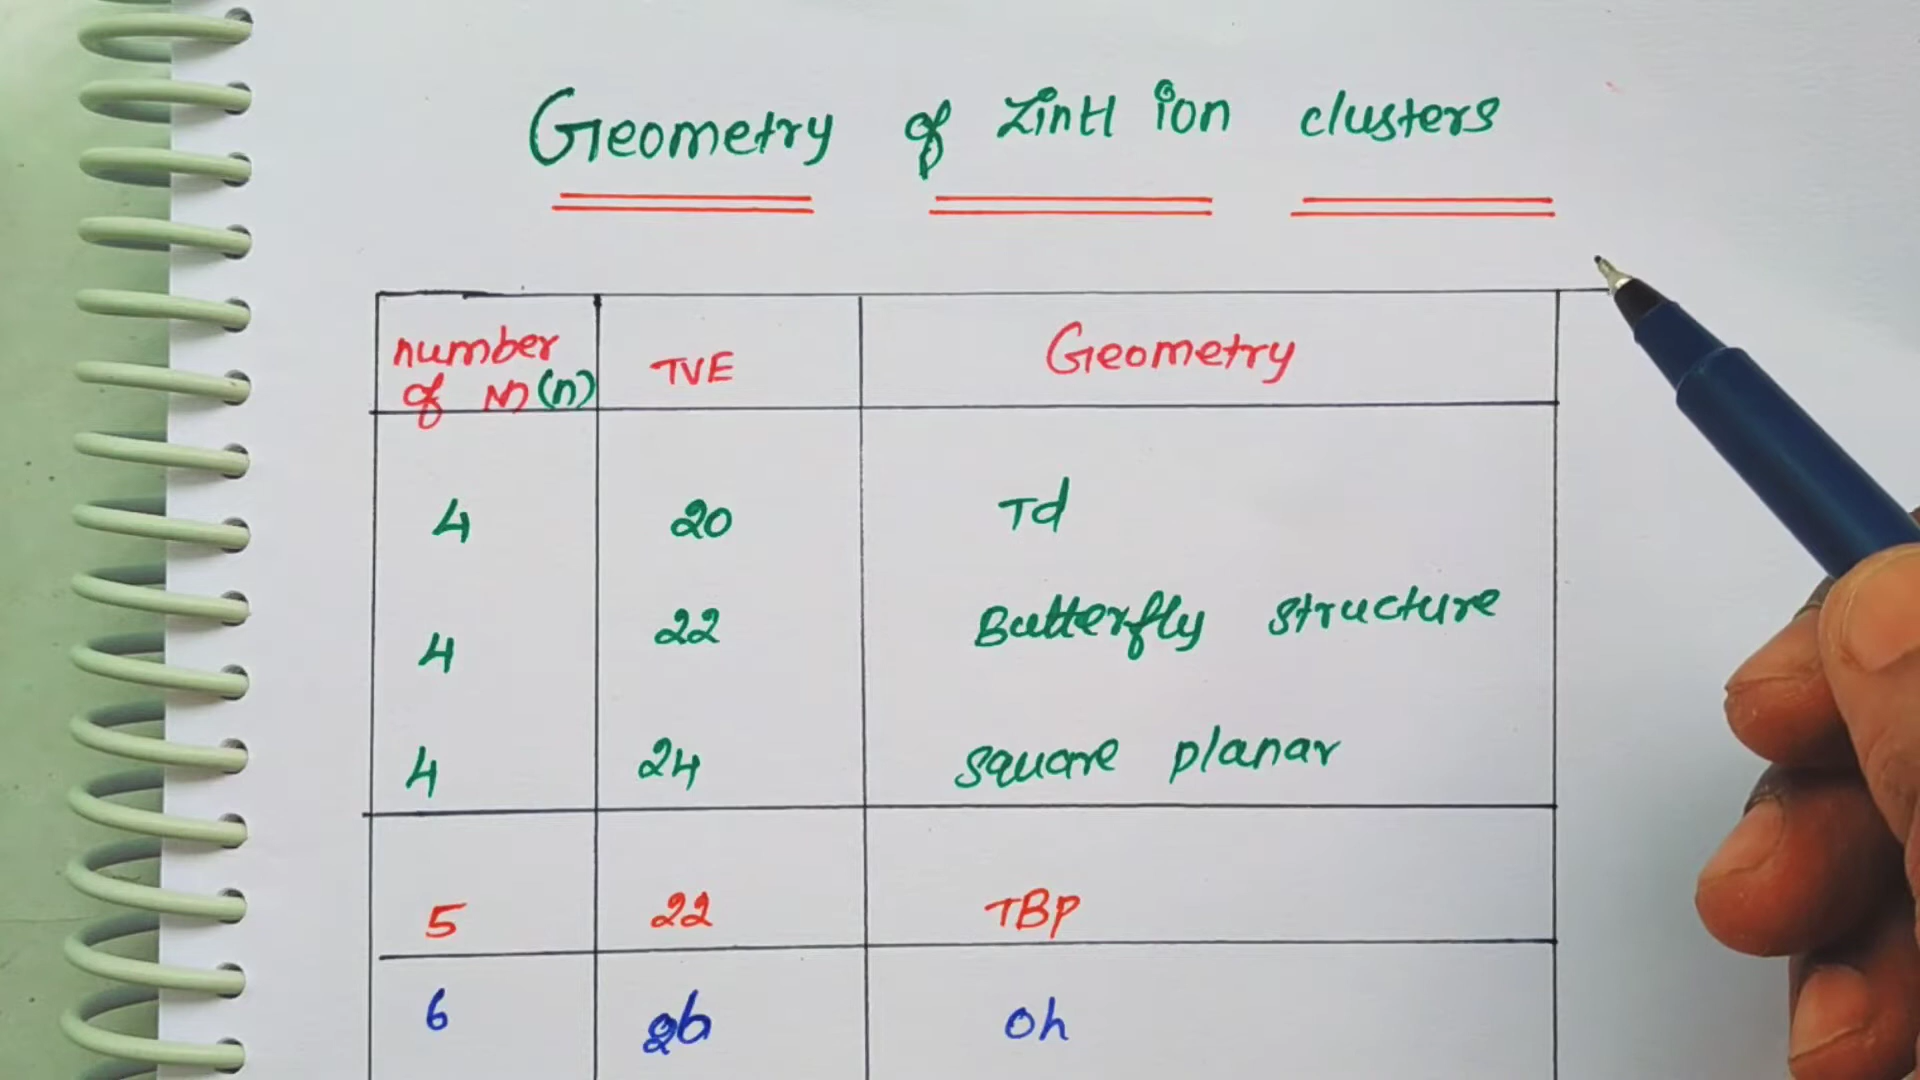 Geometry of Zintl ion clusters
number of M (n) TVE Geometry
4 20 Td
4 22 Butterfly structure
4 24 square planar
5 22 TBP
6 26 Oh